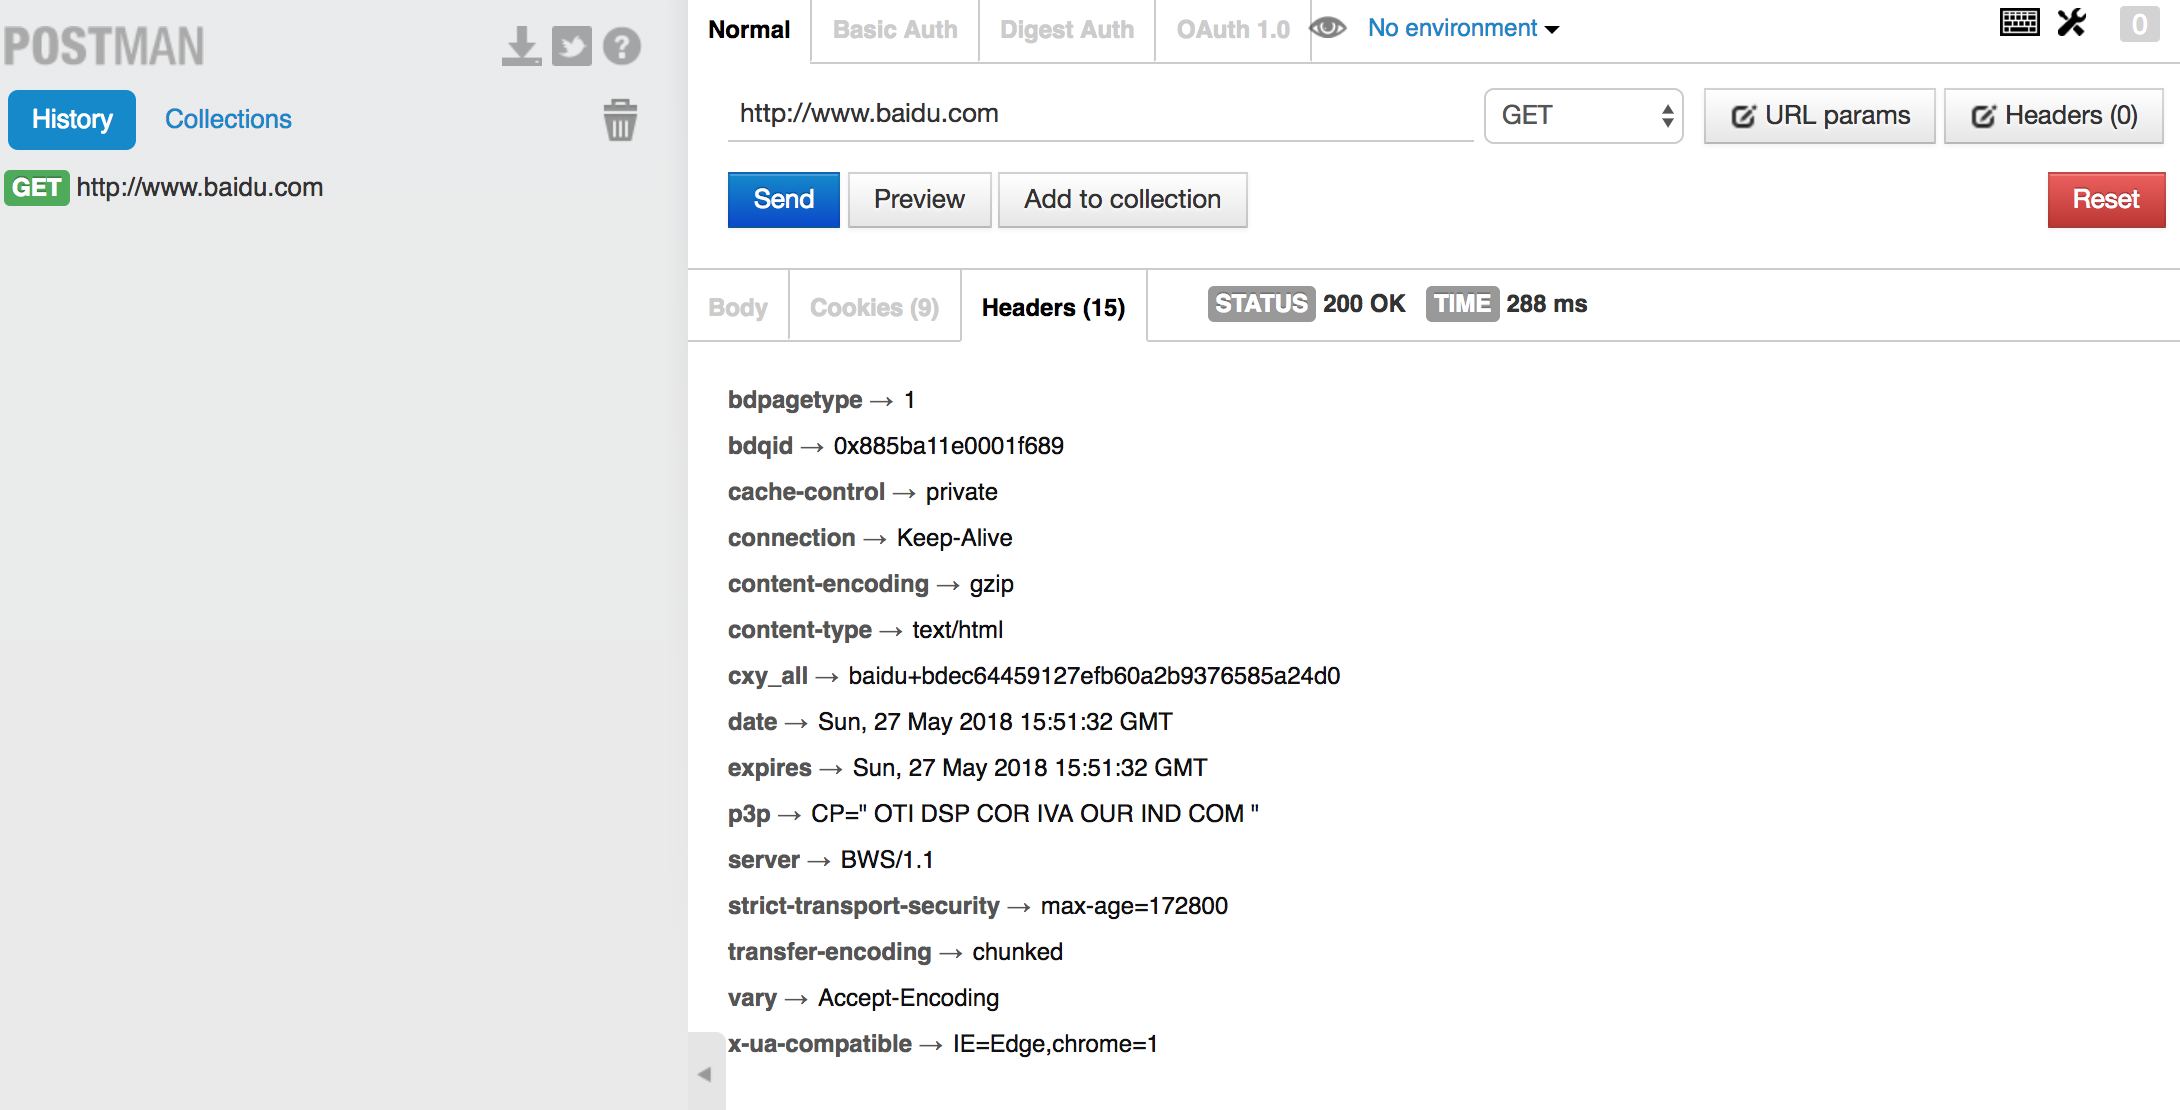 POSTMAN
History Collections
GET http://www.baidu.com
Normal Basic Auth Digest Auth OAuth 1.0 No environment 0
http://www.baidu.com GET URL params Headers (0)
Send Preview Add to collection Reset
Body Cookies (9) Headers (15) STATUS 200 OK TIME 288 ms
bdpagetype → 1
bdqid → 0x885ba11e0001f689
cache-control → private
connection → Keep-Alive
content-encoding → gzip
content-type → text/html
cxy_all → baidu+bdec64459127efb60a2b9376585a24d0
date → Sun, 27 May 2018 15:51:32 GMT
expires → Sun, 27 May 2018 15:51:32 GMT
p3p → CP=" OTI DSP COR IVA OUR IND COM "
server → BWS/1.1
strict-transport-security → max-age=172800
transfer-encoding → chunked
vary → Accept-Encoding
x-ua-compatible → IE=Edge,chrome=1